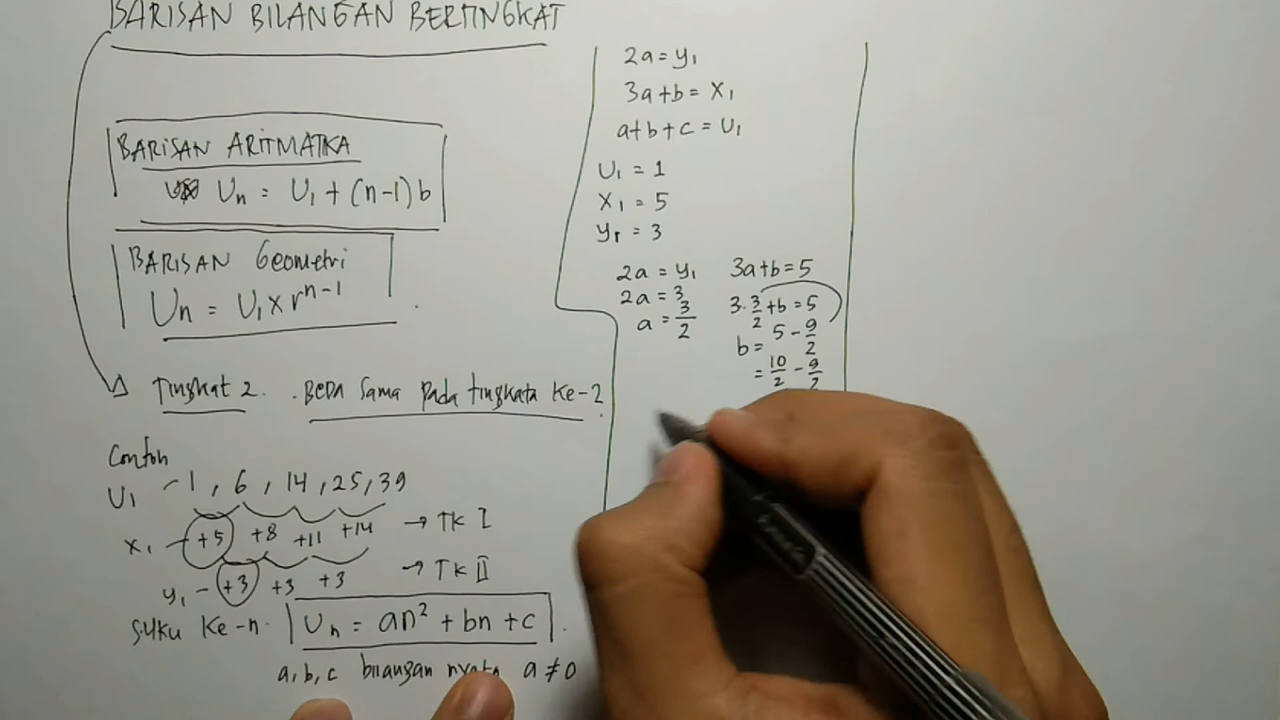 BARISAN BILANGAN BERTINGKAT
BARISAN ARITMATKA
Un = U1 + (n-1) b
BARISAN Geometri
Un = U1 x r^n-1
Tingkat 2. . BEDA Sama pada tingkata Ke-2
Contoh
U1 - 1, 6, 14, 25, 39
x1 - +5 +8 +11 +14 → TK I
y1 - +3 +3 +3 → TK II
SUKU Ke-n. Un = an² + bn + c
a, b, c bilangan nyata a ≠ 0
2a = y1
3a+b = x1
a+b+c = U1
U1 = 1
x1 = 5
y1 = 3
2a = y1
2a = 3
a = 3/2
3a+b = 5
3. 3/2 + b = 5
b = 5 - 9/2
= 10/2 - 9/2